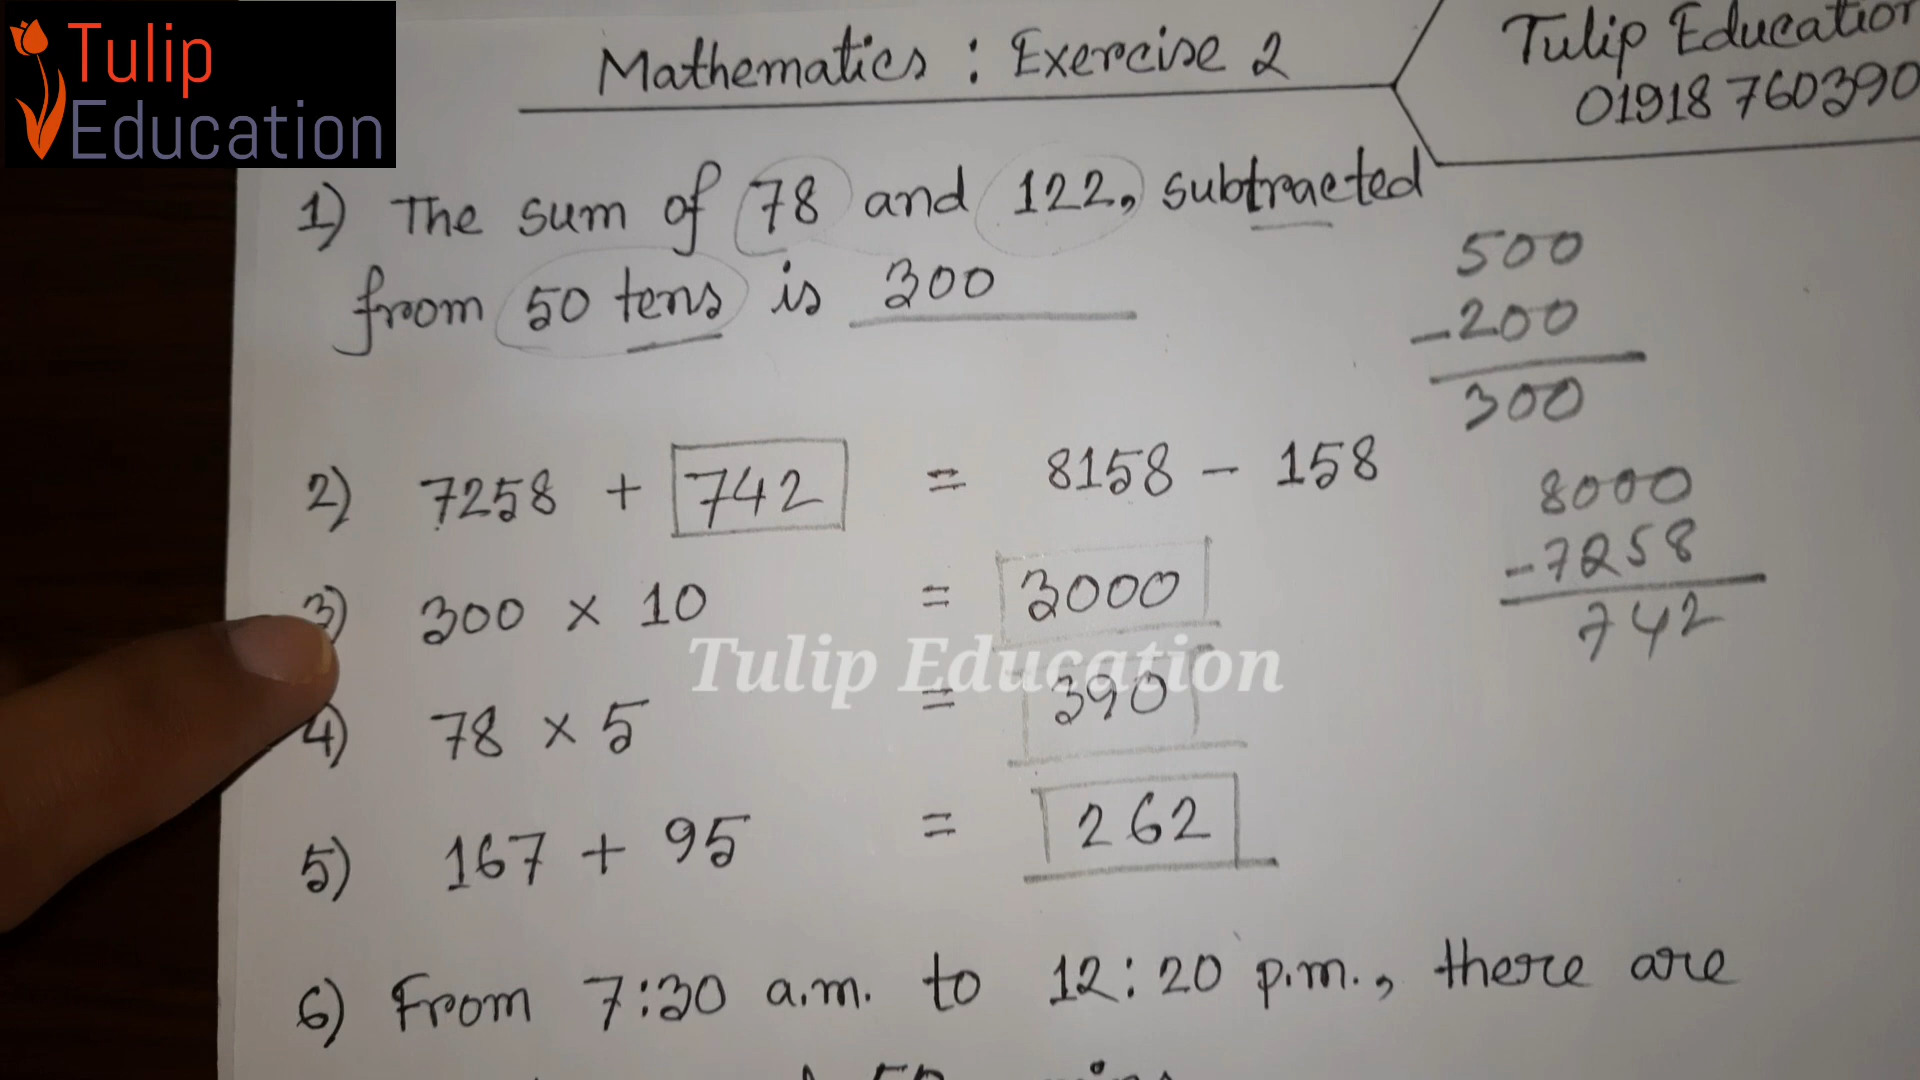 Tulip
Education
Mathematics : Exercise 2
Tulip Education
01918 760390
1) The sum of 78 and 122, subtracted
from 50 tens is 300
500
-200
300
2) 7258 + 742 = 8158 - 158
8000
-7258
742
3) 300 × 10 = 3000
Tulip Education
4) 78 × 5 = 390
5) 167 + 95 = 262
6) From 7:30 a.m. to 12:20 p.m., there are